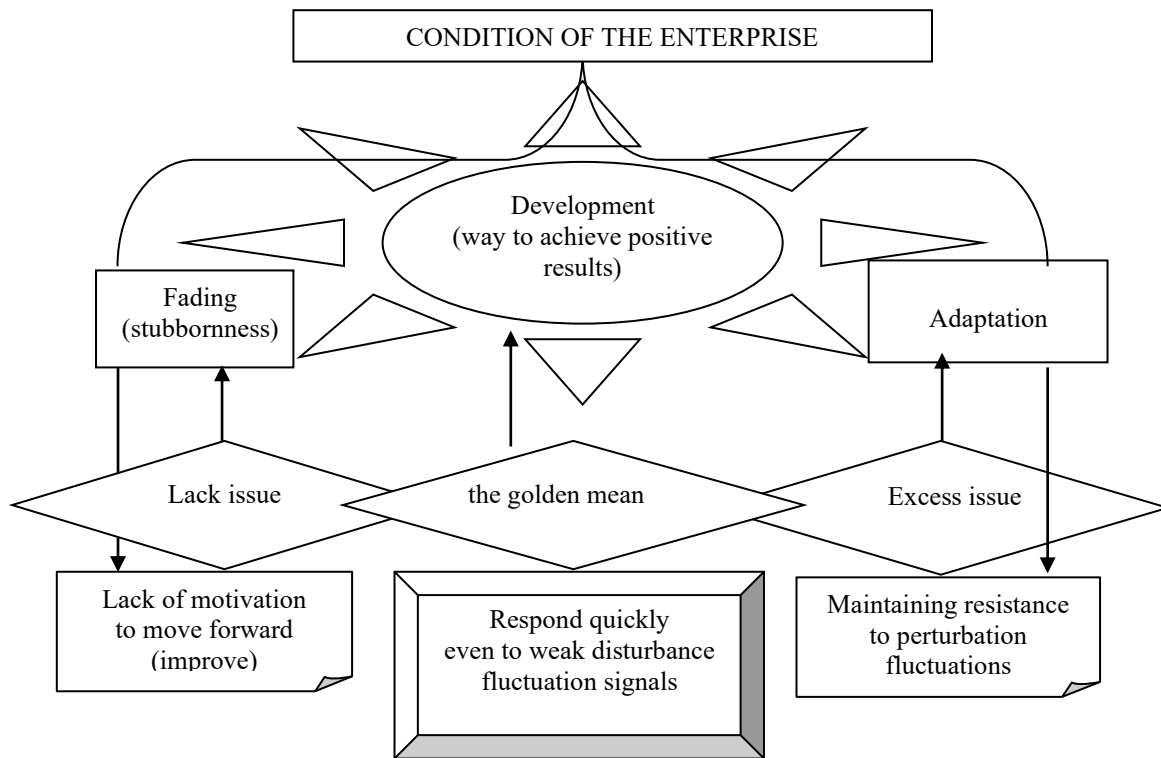 CONDITION OF THE ENTERPRISE
Development
(way to achieve positive
results)
Fading
(stubbornness)
Adaptation
Lack issue
the golden mean
Excess issue
Lack of motivation
to move forward
(improve)
Respond quickly
even to weak disturbance
fluctuation signals
Maintaining resistance
to perturbation
fluctuations